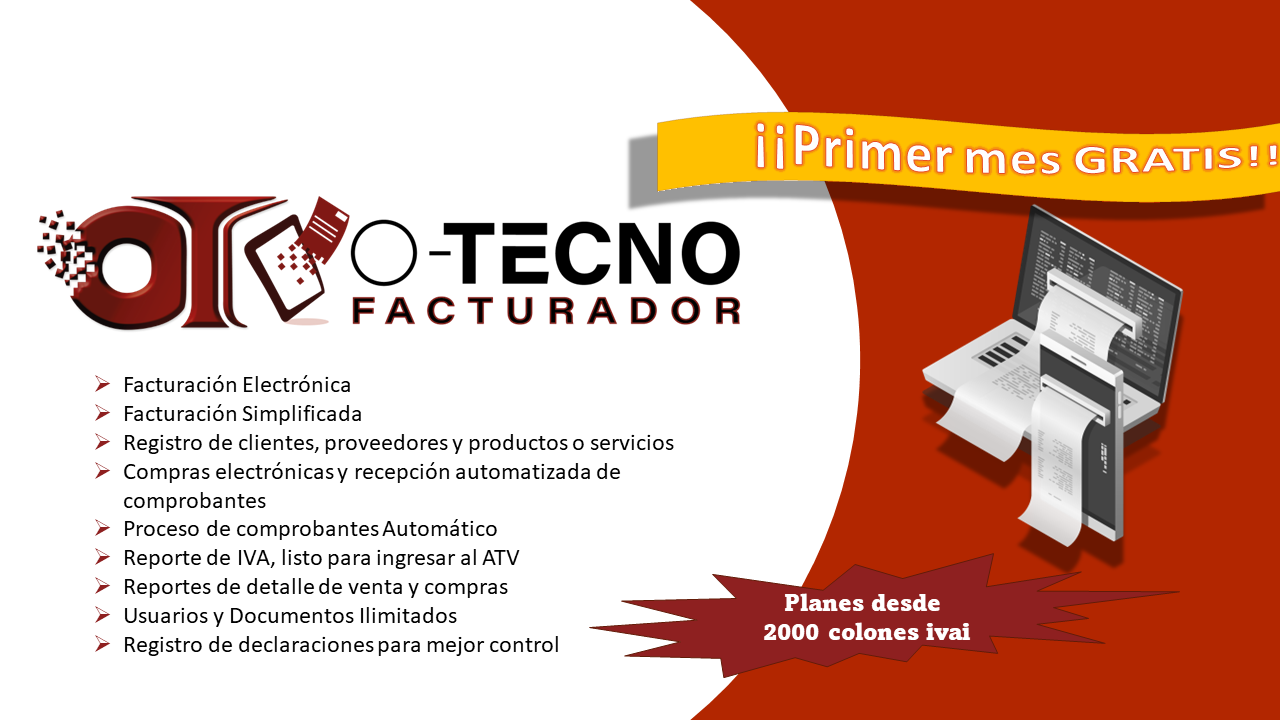 ¡¡Primer mes GRATIS!!
OT
O-TECNO
FACTURADOR
Facturación Electrónica
Facturación Simplificada
Registro de clientes, proveedores y productos o servicios
Compras electrónicas y recepción automatizada de
comprobantes
Proceso de comprobantes Automático
Reporte de IVA, listo para ingresar al ATV
Reportes de detalle de venta y compras
Usuarios y Documentos Ilimitados
Registro de declaraciones para mejor control
Planes desde
2000 colones ivai